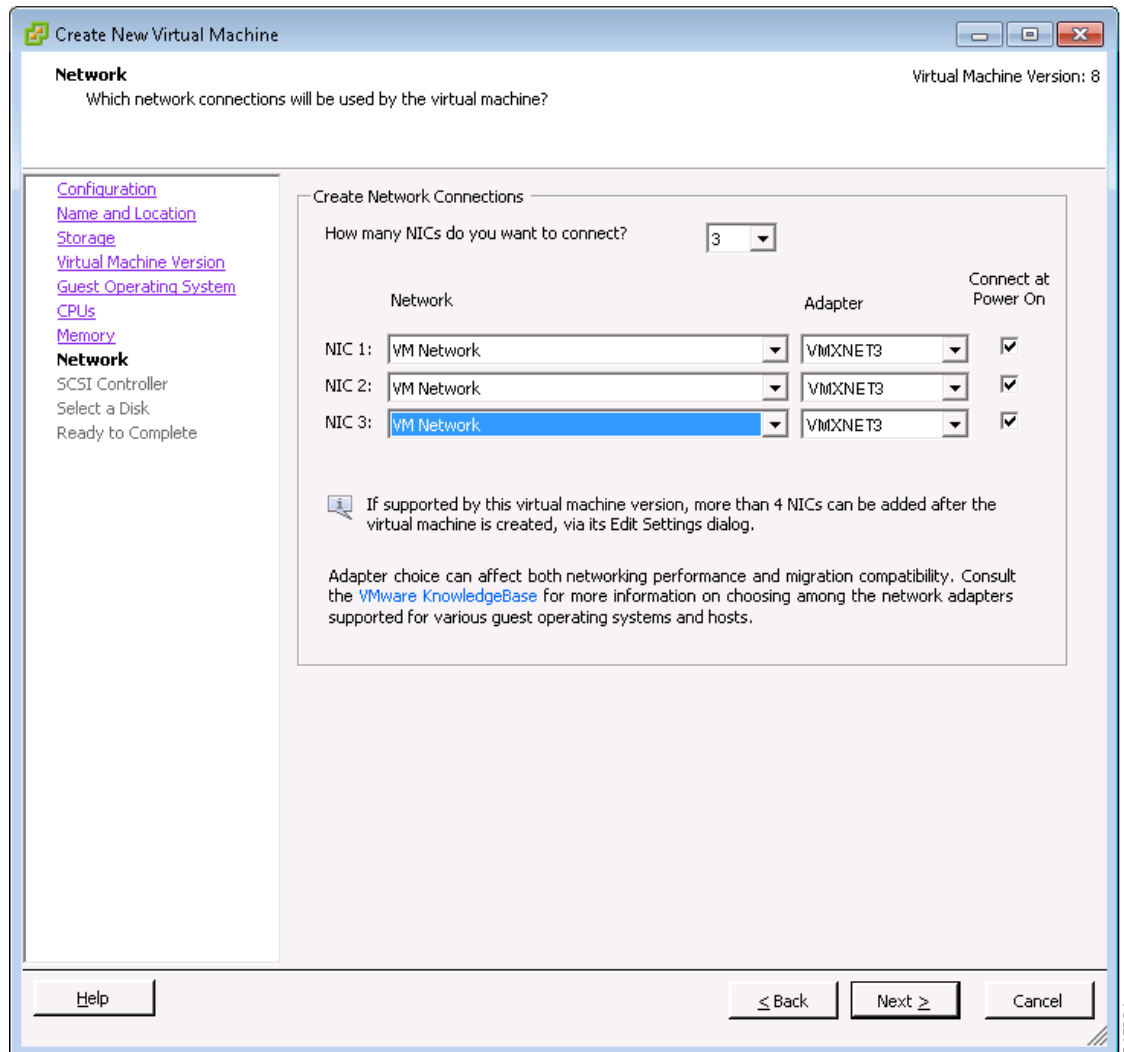 Create New Virtual Machine
Network
Virtual Machine Version: 8
Which network connections will be used by the virtual machine?
Configuration
Name and Location
Storage
Virtual Machine Version
Guest Operating System
CPUs
Memory
Network
SCSI Controller
Select a Disk
Ready to Complete
Create Network Connections
How many NICs do you want to connect? 3
Network
Adapter
Connect at
Power On
NIC 1: VM Network VMXNET3
NIC 2: VM Network VMXNET3
NIC 3: VM Network VMXNET3
If supported by this virtual machine version, more than 4 NICs can be added after the
virtual machine is created, via its Edit Settings dialog.
Adapter choice can affect both networking performance and migration compatibility. Consult
the VMware KnowledgeBase for more information on choosing among the network adapters
supported for various guest operating systems and hosts.
Help
≤ Back
Next ≥
Cancel